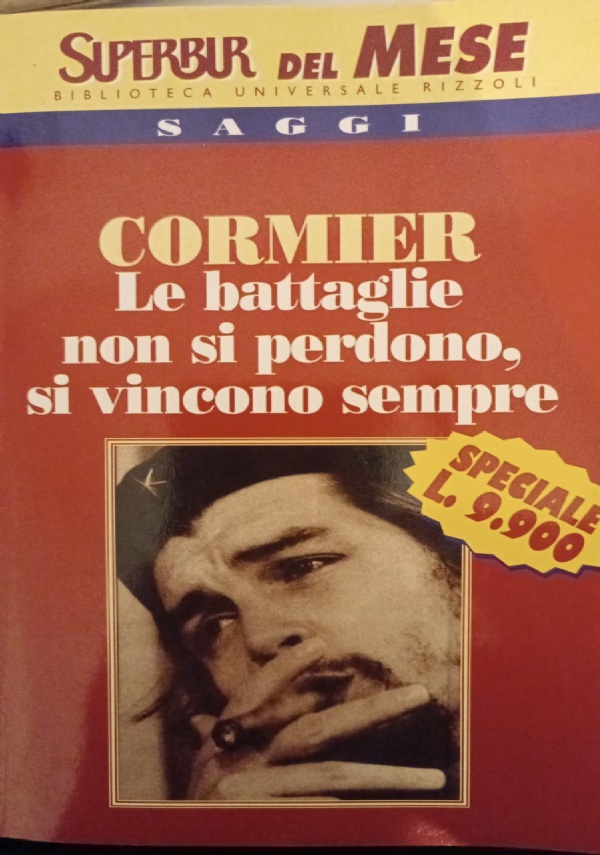 SUPERBUR DEL MESE
BIBLIOTECA UNIVERSALE RIZZOLI
SAGGI
CORMIER
Le battaglie
non si perdono,
si vincono sempre
SPECIALE
L. 9.900